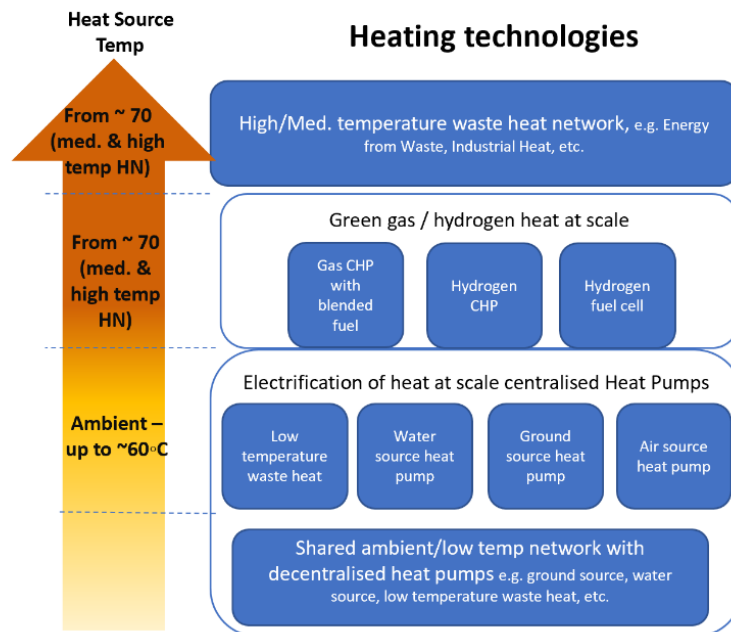 Heat Source
Temp
Heating technologies
From ~ 70
(med. & high
temp HN)
High/Med. temperature waste heat network, e.g. Energy
from Waste, Industrial Heat, etc.
From ~ 70
(med. &
high temp
HN)
Green gas / hydrogen heat at scale
Gas CHP
with
blended
fuel
Hydrogen
CHP
Hydrogen
fuel cell
Ambient –
up to ~60○C
Electrification of heat at scale centralised Heat Pumps
Low
temperature
waste heat
Water
source heat
pump
Ground
source heat
pump
Air source
heat pump
Shared ambient/low temp network with
decentralised heat pumps e.g. ground source, water
source, low temperature waste heat, etc.